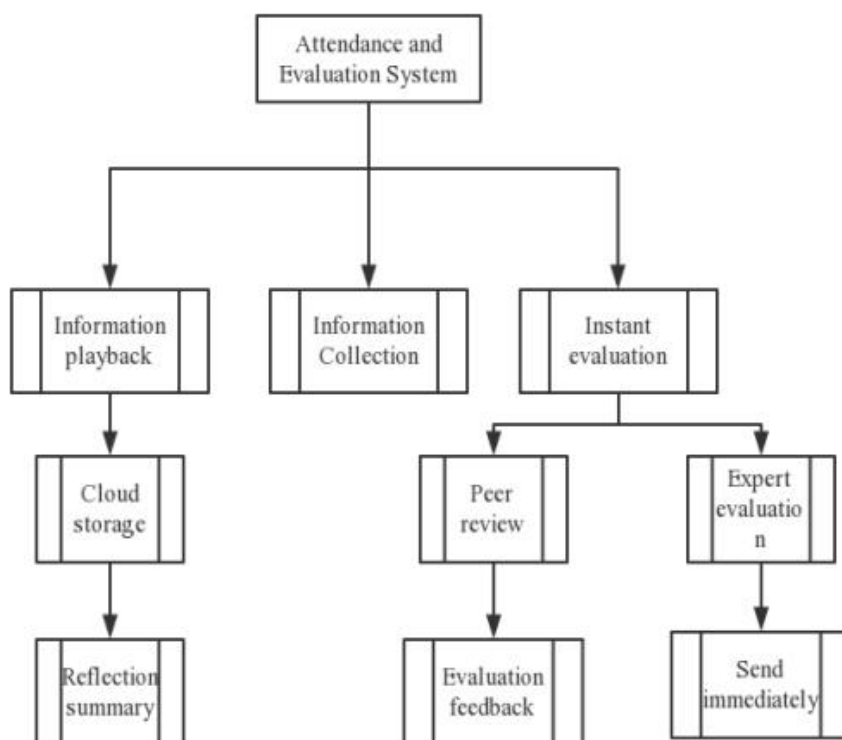 Attendance and
Evaluation System
Information
playback
Information
Collection
Instant
evaluation
Cloud
storage
Peer
review
Expert
evaluatio
n
Reflection
summary
Evaluation
feedback
Send
immediately